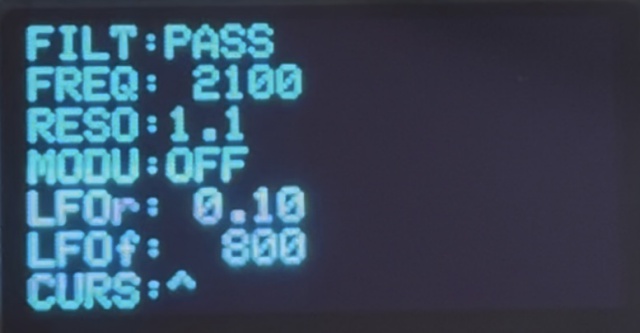 FILT:PASS
FREQ: 2100
RESO:1.1
MODU:OFF
LFOr: 0.10
LFOf:  800
CURS:^